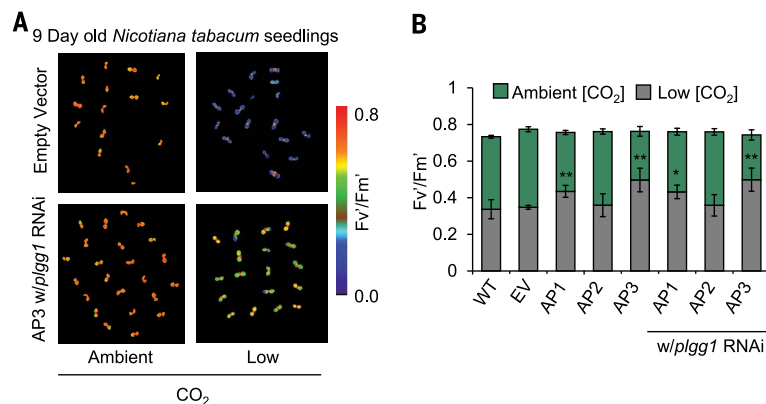 A
9 Day old Nicotiana tabacum seedlings
Empty Vector
AP3 w/plgg1 RNAi
Ambient
Low
CO2
0.8
Fv'/Fm'
0.0
B
Ambient [CO2]
Low [CO2]
Fv'/Fm'
1
0.8
0.6
0.4
0.2
0
**
**
*
**
WT
EV
AP1
AP2
AP3
AP1
AP2
AP3
w/plgg1 RNAi